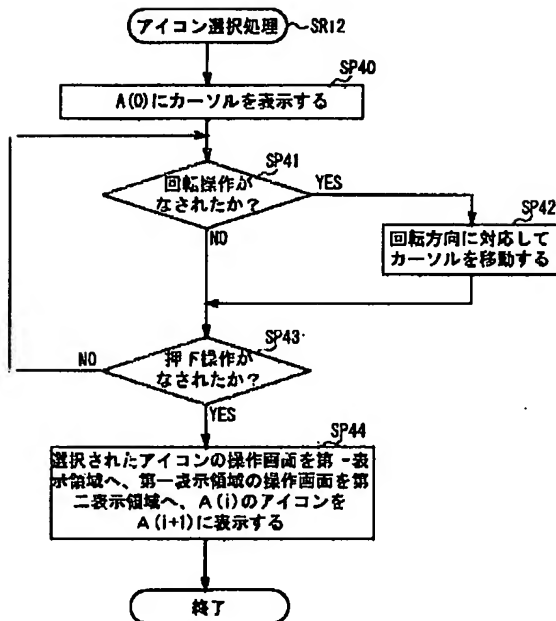 アイコン選択処理
SR12
SP40
A(0)にカーソルを表示する
SP41
回転操作が
なされたか?
YES
NO
SP42
回転方向に対応して
カーソルを移動する
SP43
押下操作が
なされたか?
NO
YES
SP44
選択されたアイコンの操作画面を第一表
示領域へ、第一表示領域の操作画面を第
二表示領域へ、A(i)のアイコンを
A(i+1)に表示する
終了